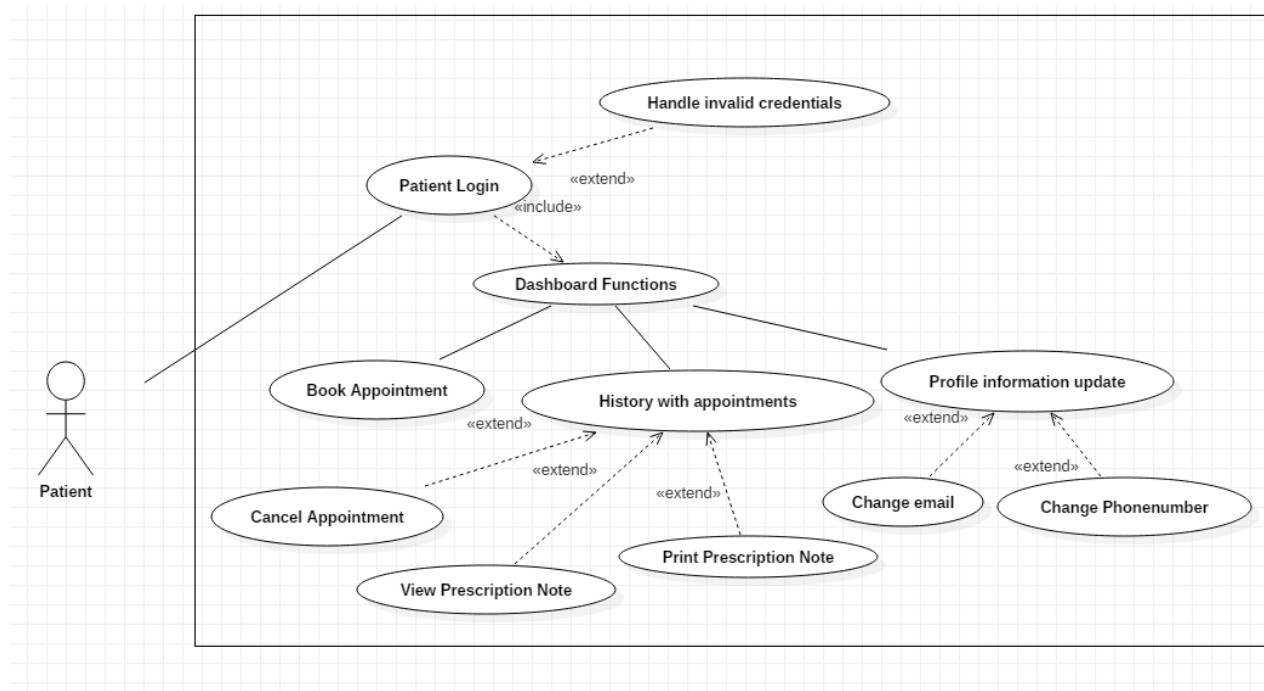 Handle invalid credentials
«extend»
Patient Login
«include»
Dashboard Functions
Book Appointment
History with appointments
Profile information update
«extend»
«extend»
«extend»
«extend»
«extend»
Patient
Cancel Appointment
Change email
Change Phonenumber
View Prescription Note
Print Prescription Note